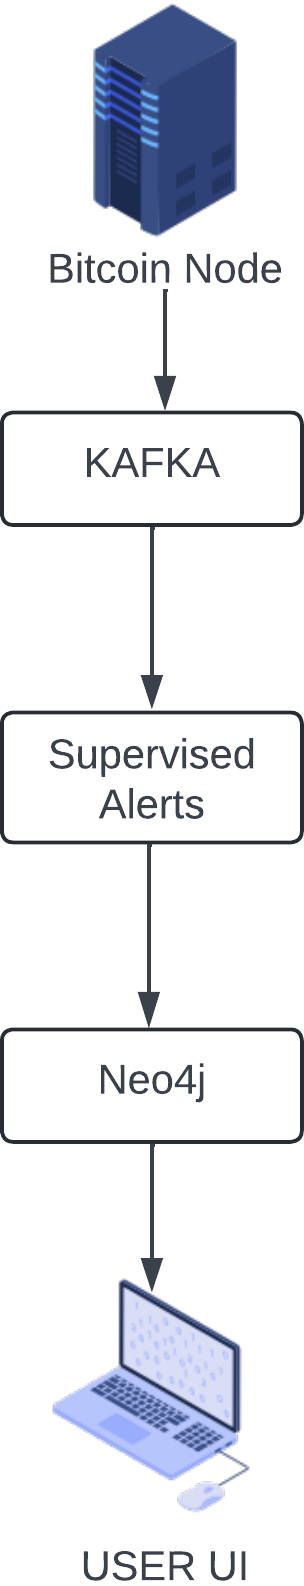 Bitcoin Node
KAFKA
Supervised
Alerts
Neo4j
USER UI